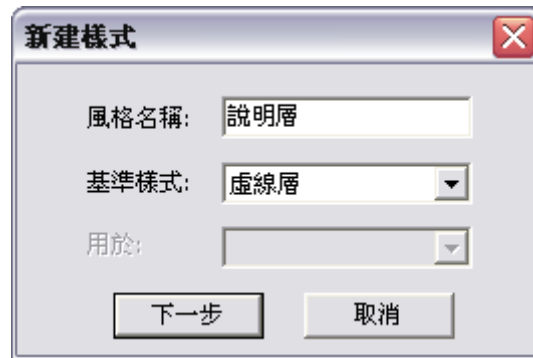 新建樣式
風格名稱: 說明層
基準樣式: 虛線層
用於:
下一步 取消